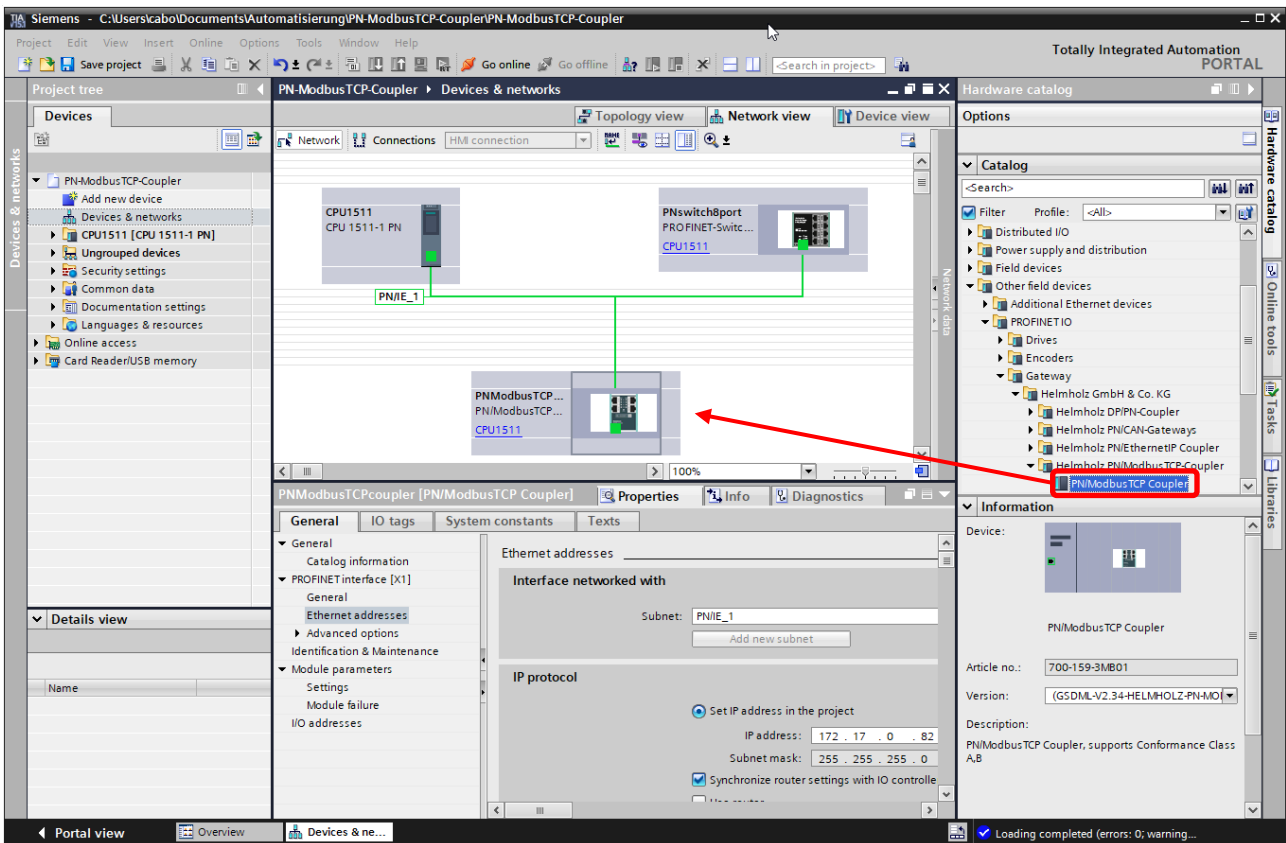 Siemens - C:\Users\cabo\Documents\Automatisierung\PN-ModbusTCP-Coupler\PN-ModbusTCP-Coupler
Project Edit View Insert Online Options Tools Window Help
Totally Integrated Automation
PORTAL
Save project
Go online
Go offline
<Search in project>
Project tree
Devices
Devices & networks
PN-ModbusTCP-Coupler
Add new device
Devices & networks
CPU1511 [CPU 1511-1 PN]
Ungrouped devices
Security settings
Common data
Documentation settings
Languages & resources
Online access
Card Reader/USB memory
Details view
Name
PN-ModbusTCP-Coupler
Devices & networks
Topology view
Network view
Device view
Network
Connections
HMI connection
CPU1511
CPU 1511-1 PN
PNswitch8port
PROFINET-Switc...
CPU1511
PN/IE_1
PNModbusTCP...
PN/ModbusTCP...
CPU1511
100%
Network data
PNModbusTCPcoupler [PN/ModbusTCP Coupler]
Properties
Info
Diagnostics
General
IO tags
System constants
Texts
General
Catalog information
PROFINET interface [X1]
General
Ethernet addresses
Advanced options
Identification & Maintenance
Module parameters
Settings
Module failure
I/O addresses
Ethernet addresses
Interface networked with
Subnet: PN/IE_1
Add new subnet
IP protocol
Set IP address in the project
IP address: 172 . 17 . 0 . 82
Subnet mask: 255 . 255 . 255 . 0
Synchronize router settings with IO controlle
Use router
Hardware catalog
Options
Catalog
<Search>
Filter
Profile: <All>
Distributed I/O
Power supply and distribution
Field devices
Other field devices
Additional Ethernet devices
PROFINET IO
Drives
Encoders
Gateway
Helmholz GmbH & Co. KG
Helmholz DP/PN-Coupler
Helmholz PN/CAN-Gateways
Helmholz PN/EthernetIP Coupler
Helmholz PN/ModbusTCP-Coupler
PN/ModbusTCP Coupler
Information
Device:
PN/ModbusTCP Coupler
Article no.: 700-159-3MB01
Version: (GSDML-V2.34-HELMHOLZ-PN-MO
Description:
PN/ModbusTCP Coupler, supports Conformance Class
A,B
Hardware catalog
Online tools
Tasks
Libraries
Portal view
Overview
Devices & ne...
Loading completed (errors: 0; warning...